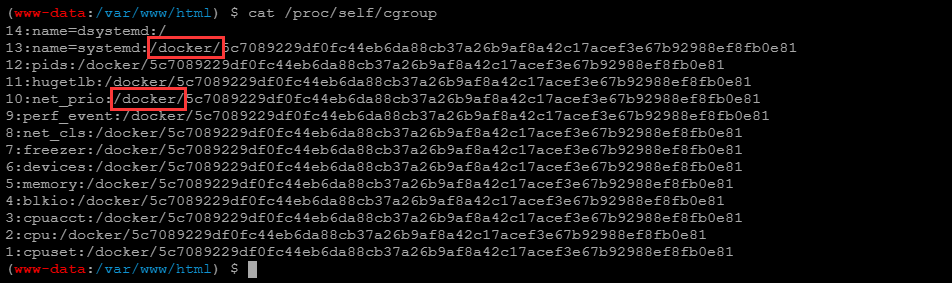 (www-data:/var/www/html) $ cat /proc/self/cgroup
14:name=dsystemd:/
13:name=systemd:/docker/5c7089229df0fc44eb6da88cb37a26b9af8a42c17acef3e67b92988ef8fb0e81
12:pids:/docker/5c7089229df0fc44eb6da88cb37a26b9af8a42c17acef3e67b92988ef8fb0e81
11:hugetlb:/docker/5c7089229df0fc44eb6da88cb37a26b9af8a42c17acef3e67b92988ef8fb0e81
10:net_prio:/docker/5c7089229df0fc44eb6da88cb37a26b9af8a42c17acef3e67b92988ef8fb0e81
9:perf_event:/docker/5c7089229df0fc44eb6da88cb37a26b9af8a42c17acef3e67b92988ef8fb0e81
8:net_cls:/docker/5c7089229df0fc44eb6da88cb37a26b9af8a42c17acef3e67b92988ef8fb0e81
7:freezer:/docker/5c7089229df0fc44eb6da88cb37a26b9af8a42c17acef3e67b92988ef8fb0e81
6:devices:/docker/5c7089229df0fc44eb6da88cb37a26b9af8a42c17acef3e67b92988ef8fb0e81
5:memory:/docker/5c7089229df0fc44eb6da88cb37a26b9af8a42c17acef3e67b92988ef8fb0e81
4:blkio:/docker/5c7089229df0fc44eb6da88cb37a26b9af8a42c17acef3e67b92988ef8fb0e81
3:cpuacct:/docker/5c7089229df0fc44eb6da88cb37a26b9af8a42c17acef3e67b92988ef8fb0e81
2:cpu:/docker/5c7089229df0fc44eb6da88cb37a26b9af8a42c17acef3e67b92988ef8fb0e81
1:cpuset:/docker/5c7089229df0fc44eb6da88cb37a26b9af8a42c17acef3e67b92988ef8fb0e81
(www-data:/var/www/html) $